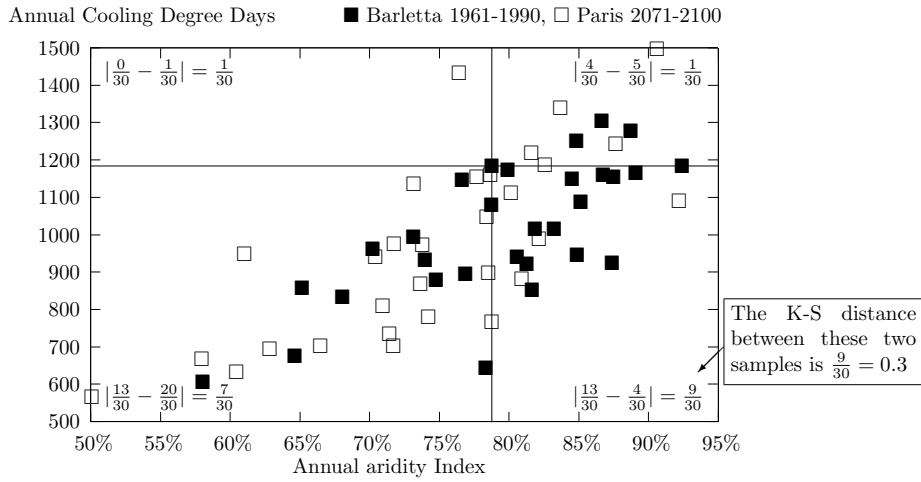 Annual Cooling Degree Days ■ Barletta 1961-1990, □ Paris 2071-2100
1500
1400
1300
1200
1100
1000
900
800
700
600
500
|0/30 − 1/30| = 1/30
|4/30 − 5/30| = 1/30
|13/30 − 20/30| = 7/30
|13/30 − 4/30| = 9/30
The K-S distance
between these two
samples is 9/30 = 0.3
50% 55% 60% 65% 70% 75% 80% 85% 90% 95%
Annual aridity Index